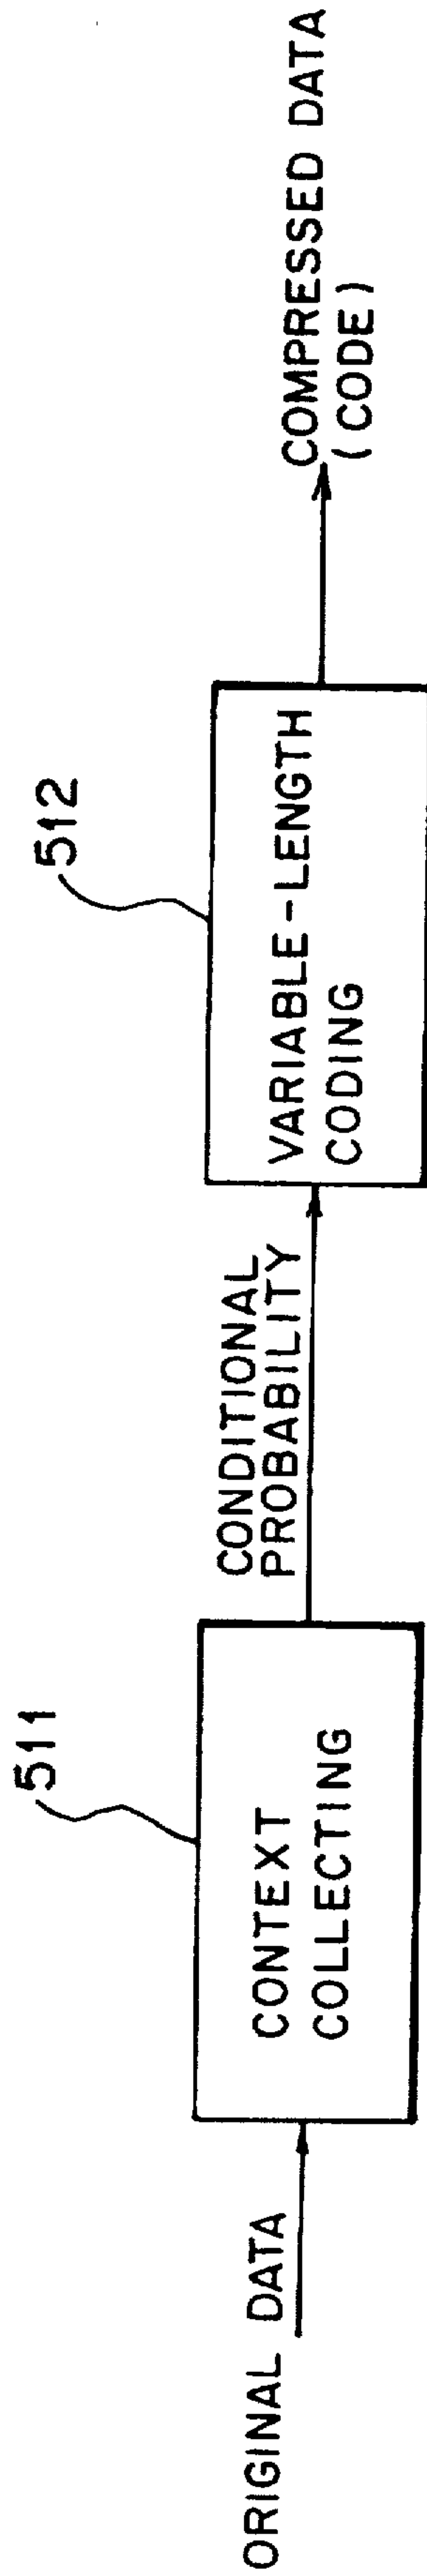 ORIGINAL DATA
511
CONTEXT
COLLECTING
CONDITIONAL
PROBABILITY
512
VARIABLE-LENGTH
CODING
COMPRESSED DATA
(CODE)